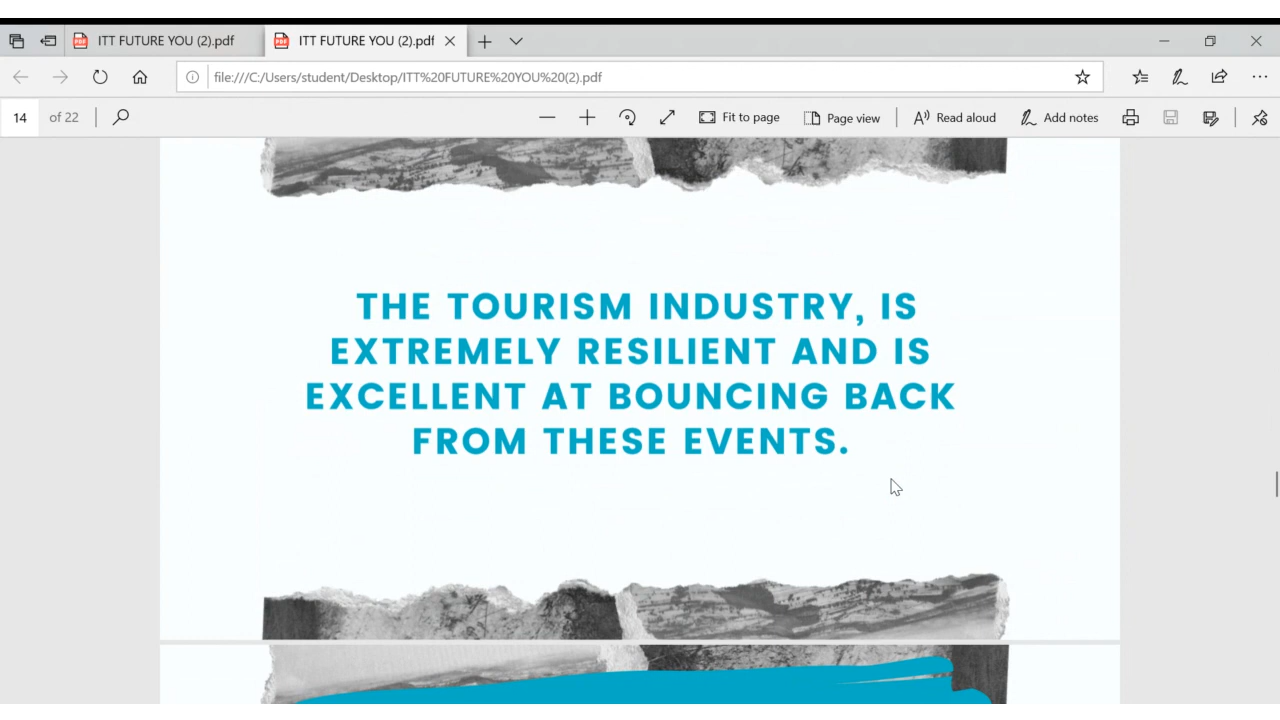 ITT FUTURE YOU (2).pdf
ITT FUTURE YOU (2).pdf
file:///C:/Users/student/Desktop/ITT%20FUTURE%20YOU%20(2).pdf
14 of 22
Fit to page
Page view
Read aloud
Add notes
THE TOURISM INDUSTRY, IS
EXTREMELY RESILIENT AND IS
EXCELLENT AT BOUNCING BACK
FROM THESE EVENTS.